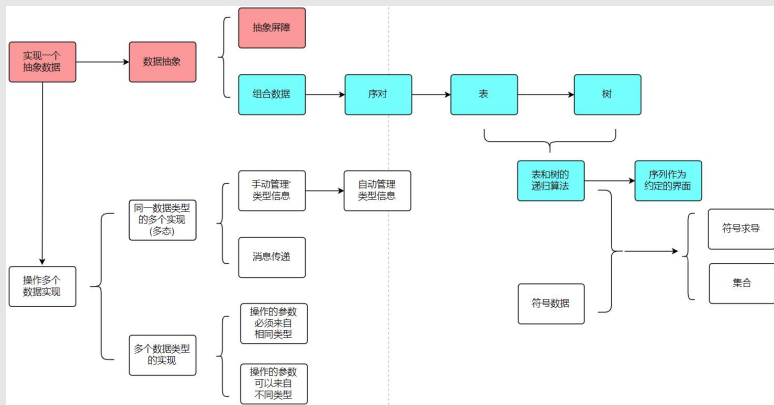 抽象屏障
实现一个
抽象数据
数据抽象
组合数据
序对
表
树
表和树的
递归算法
序列作为
约定的界面
手动管理
类型信息
自动管理
类型信息
同一数据类型
的多个实现
(多态)
消息传递
符号求导
集合
符号数据
操作多个
数据实现
操作的参数
必须来自
相同类型
多个数据类型
的实现
操作的参数
可以来自
不同类型